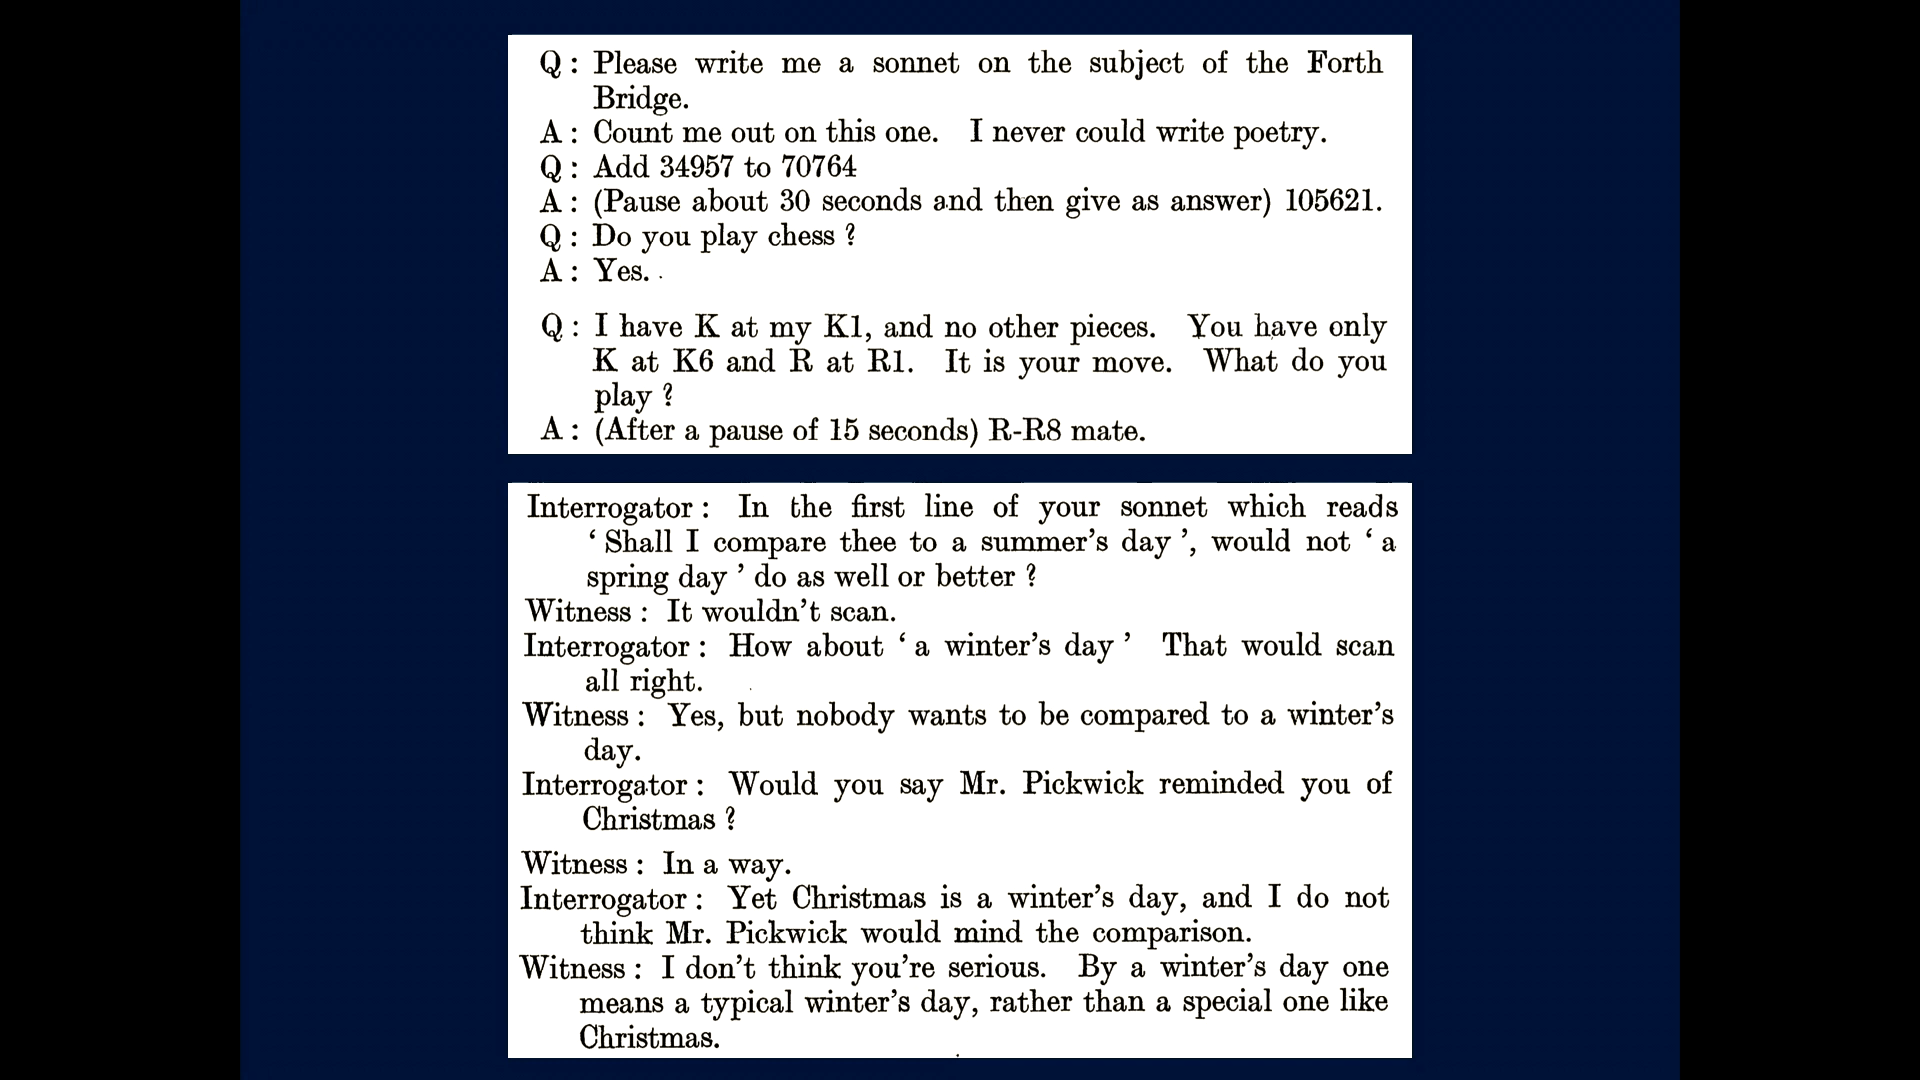 Q : Please write me a sonnet on the subject of the Forth
Bridge.
A : Count me out on this one. I never could write poetry.
Q : Add 34957 to 70764
A : (Pause about 30 seconds and then give as answer) 105621.
Q : Do you play chess ?
A : Yes.
Q : I have K at my K1, and no other pieces. You have only
K at K6 and R at R1. It is your move. What do you
play ?
A : (After a pause of 15 seconds) R-R8 mate.
Interrogator : In the first line of your sonnet which reads
‘ Shall I compare thee to a summer’s day ’, would not ‘ a
spring day ’ do as well or better ?
Witness : It wouldn’t scan.
Interrogator : How about ‘ a winter’s day ’ That would scan
all right.
Witness : Yes, but nobody wants to be compared to a winter’s
day.
Interrogator : Would you say Mr. Pickwick reminded you of
Christmas ?
Witness : In a way.
Interrogator : Yet Christmas is a winter’s day, and I do not
think Mr. Pickwick would mind the comparison.
Witness : I don’t think you’re serious. By a winter’s day one
means a typical winter’s day, rather than a special one like
Christmas.